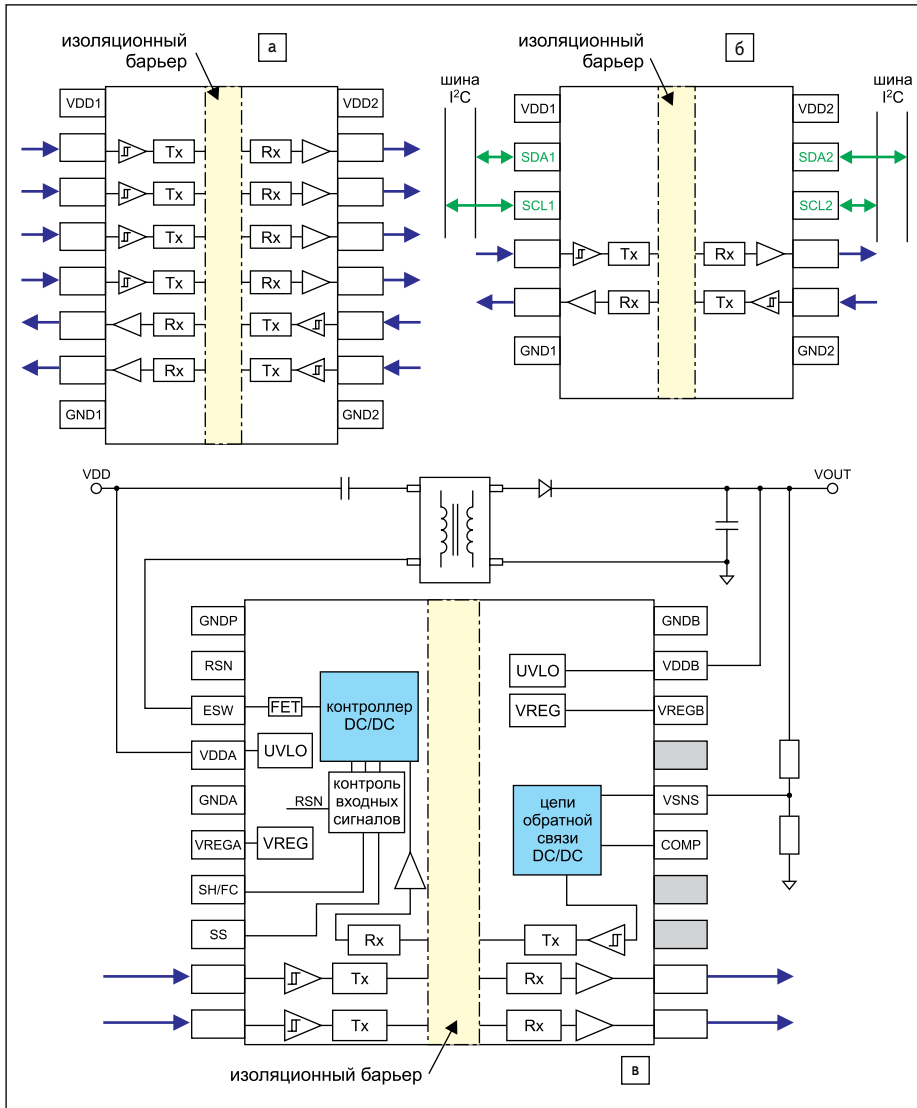 изоляционный
барьер
а
VDD1
VDD2
Tx
Rx
Tx
Rx
Tx
Rx
Tx
Rx
Rx
Tx
Rx
Tx
GND1
GND2
изоляционный
барьер
б
шина
I²C
шина
I²C
VDD1
VDD2
SDA1
SDA2
SCL1
SCL2
Tx
Rx
Rx
Tx
GND1
GND2
VDD
VOUT
GNDP
RSN
ESW
VDDA
GNDA
VREGA
SH/FC
SS
FET
контроллер
DC/DC
UVLO
RSN
контроль
входных
сигналов
VREG
Rx
Tx
Tx
UVLO
VREG
цепи
обратной
связи
DC/DC
Tx
Rx
Rx
GNDB
VDDB
VREGB
VSNS
COMP
изоляционный барьер
в